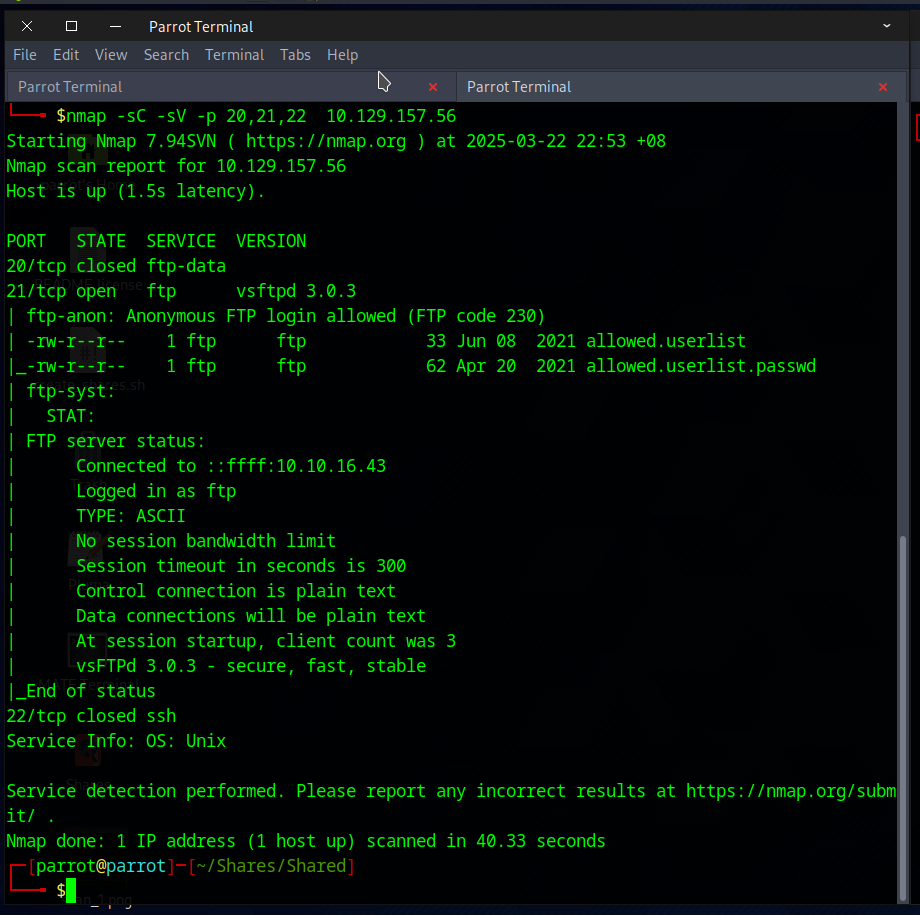 Parrot Terminal
File Edit View Search Terminal Tabs Help
Parrot Terminal Parrot Terminal
$nmap -sC -sV -p 20,21,22  10.129.157.56
Starting Nmap 7.94SVN ( https://nmap.org ) at 2025-03-22 22:53 +08
Nmap scan report for 10.129.157.56
Host is up (1.5s latency).
PORT   STATE  SERVICE  VERSION
20/tcp closed ftp-data
21/tcp open   ftp      vsftpd 3.0.3
| ftp-anon: Anonymous FTP login allowed (FTP code 230)
| -rw-r--r--    1 ftp      ftp            33 Jun 08  2021 allowed.userlist
|_-rw-r--r--    1 ftp      ftp            62 Apr 20  2021 allowed.userlist.passwd
| ftp-syst:
|   STAT:
| FTP server status:
|      Connected to ::ffff:10.10.16.43
|      Logged in as ftp
|      TYPE: ASCII
|      No session bandwidth limit
|      Session timeout in seconds is 300
|      Control connection is plain text
|      Data connections will be plain text
|      At session startup, client count was 3
|      vsFTPd 3.0.3 - secure, fast, stable
|_End of status
22/tcp closed ssh
Service Info: OS: Unix
Service detection performed. Please report any incorrect results at https://nmap.org/subm
it/ .
Nmap done: 1 IP address (1 host up) scanned in 40.33 seconds
[parrot@parrot]-[~/Shares/Shared]
$